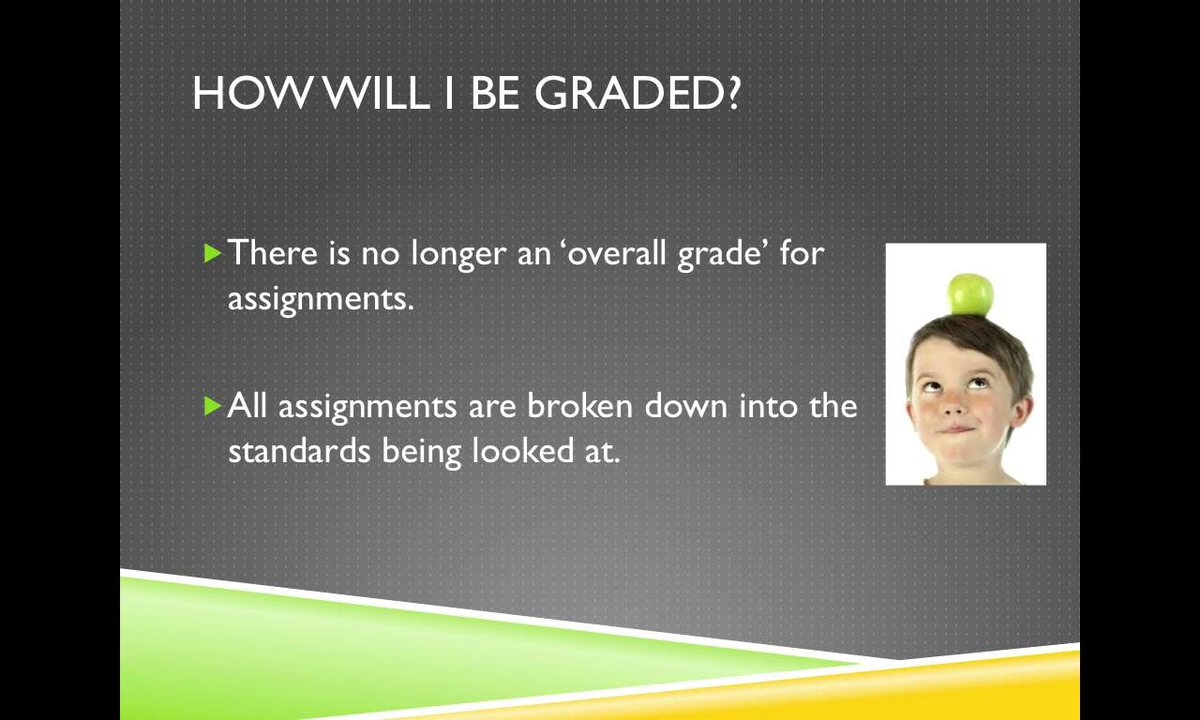 HOW WILL I BE GRADED?
There is no longer an ‘overall grade’ for
assignments.
All assignments are broken down into the
standards being looked at.